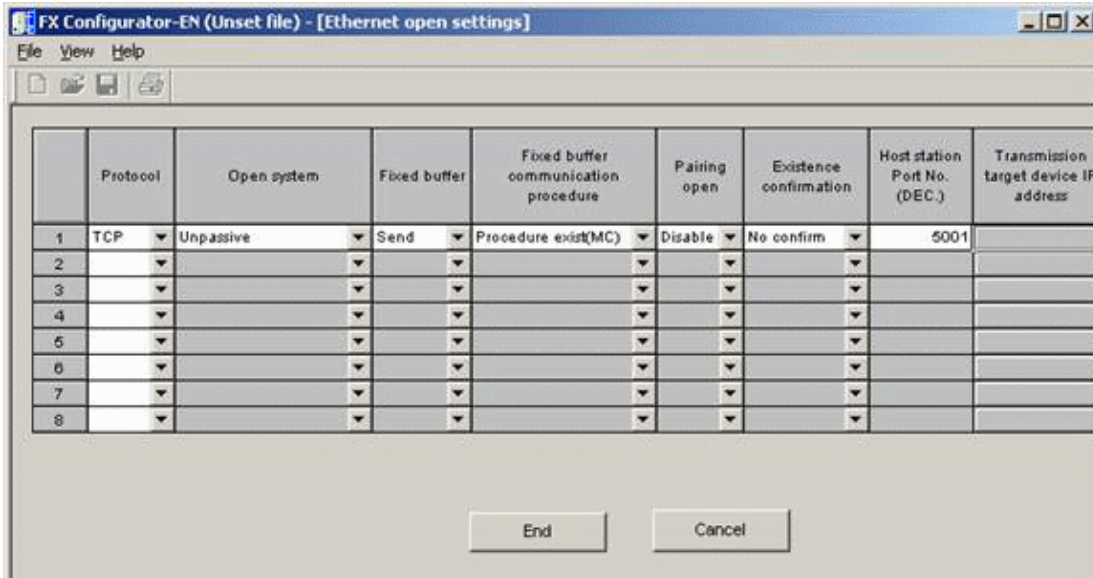 FX Configurator-EN (Unset file) - [Ethernet open settings]
File View Help
Protocol
Open system
Fixed buffer
Fixed buffer
communication
procedure
Pairing
open
Existence
confirmation
Host station
Port No.
(DEC.)
Transmission
target device IP
address
1 TCP Unpassive Send Procedure exist(MC) Disable No confirm 5001
2
3
4
5
6
7
8
End Cancel